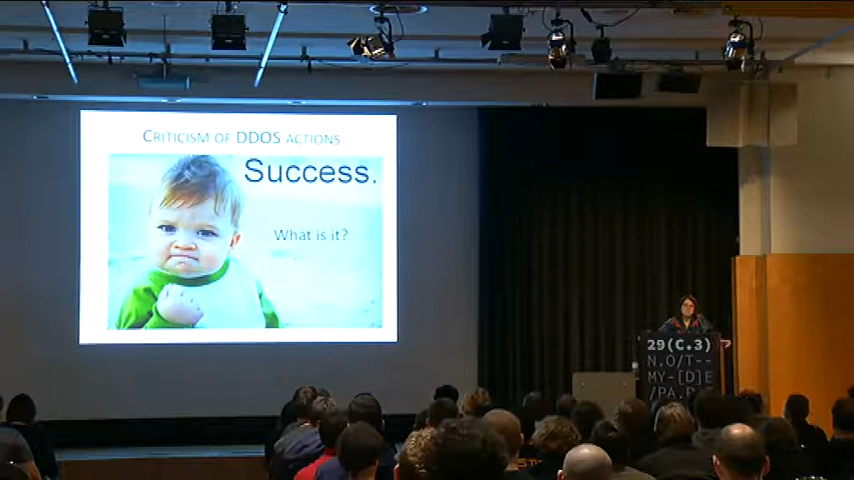 CRITICISM OF DDOS ACTIONS
Success.
What is it?
29(C.3)
N.O/T--
MY-[D]E
/PA.R.